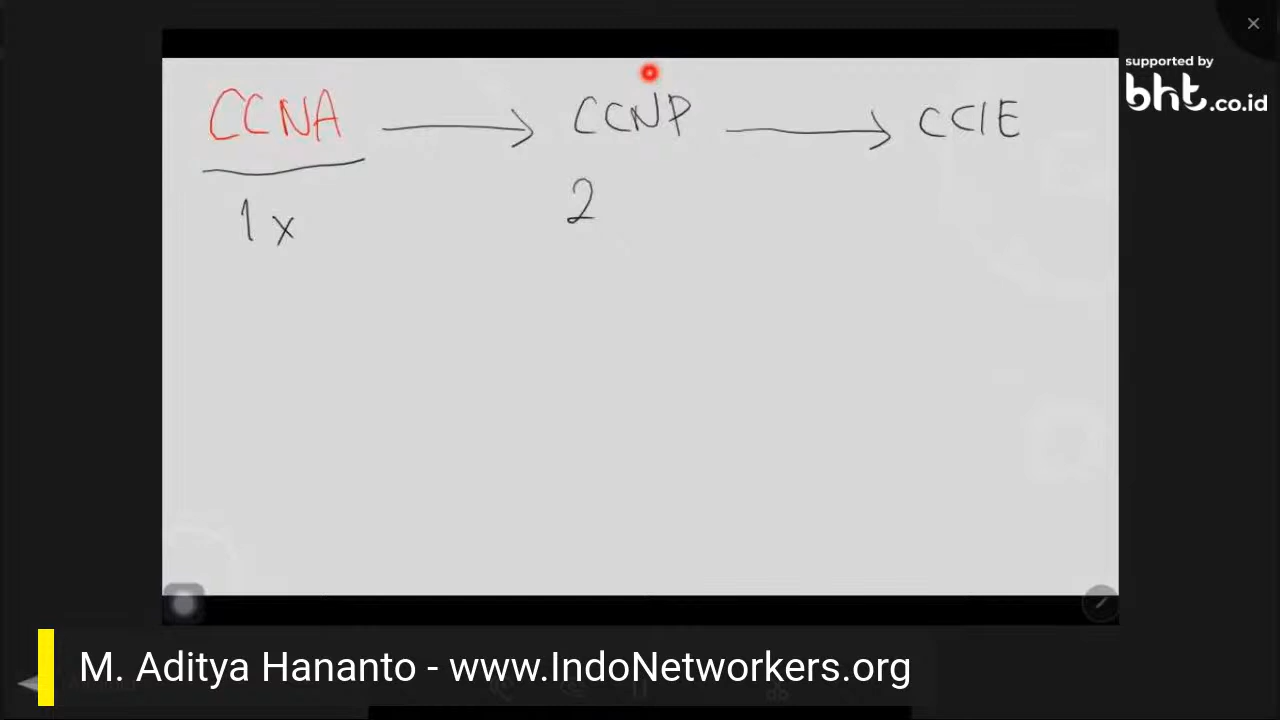 CCNA → CCNP → CCIE
1x 2
supported by
bht.co.id
M. Aditya Hananto - www.IndoNetworkers.org